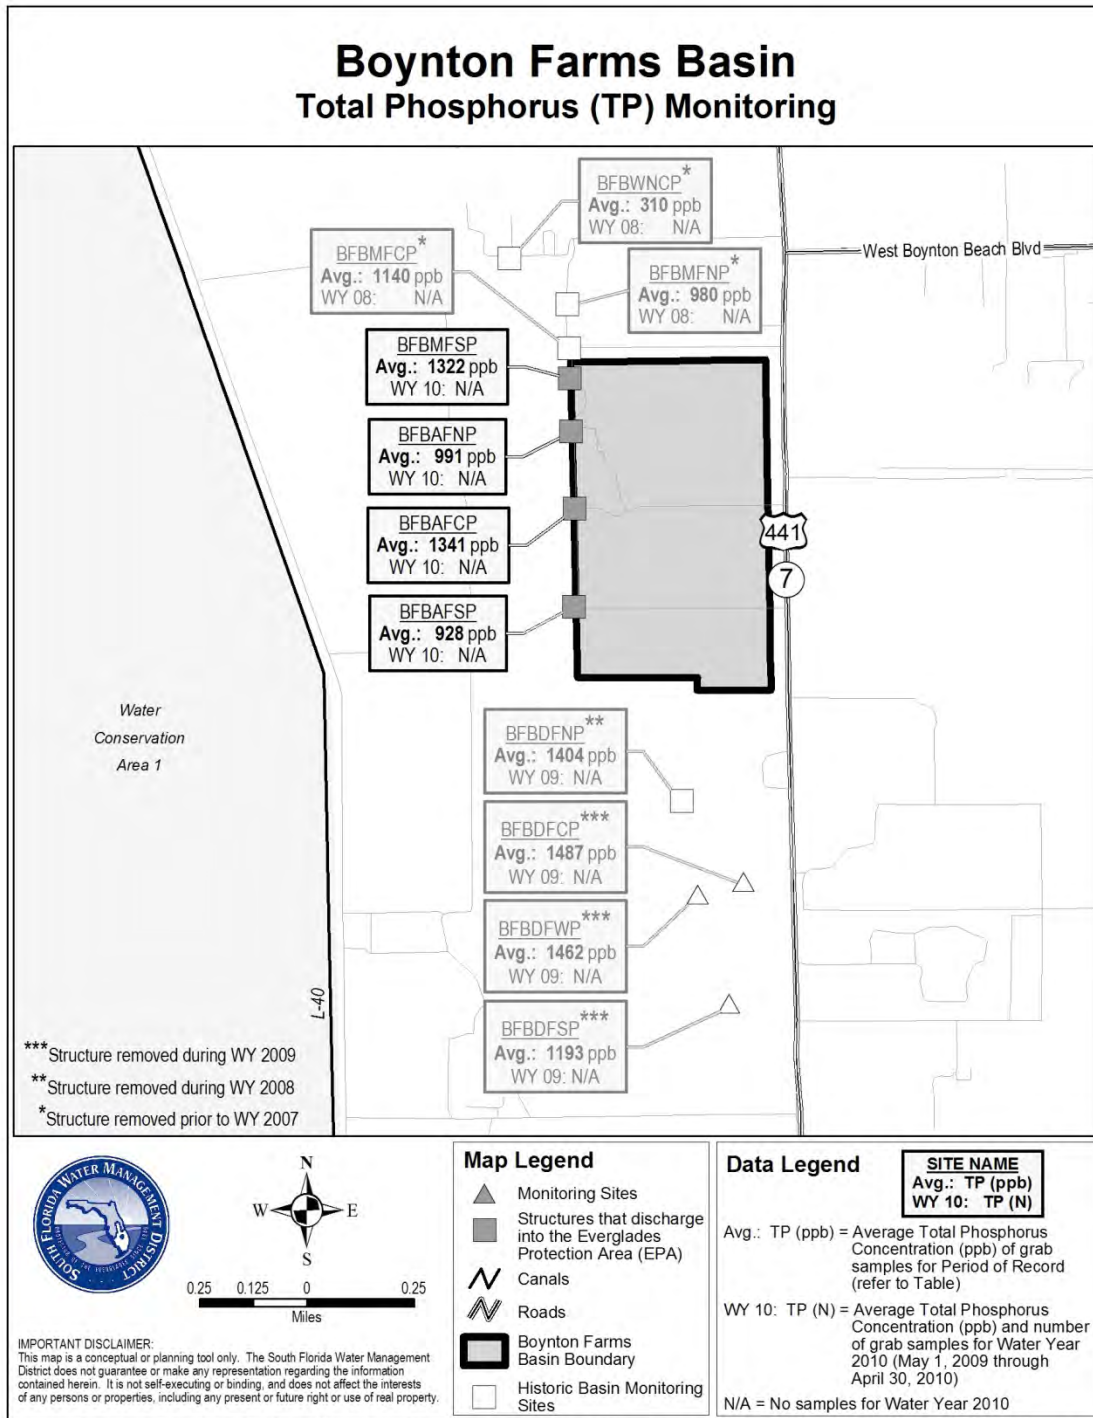 Boynton Farms Basin
Total Phosphorus (TP) Monitoring
BFBWNCP*
Avg.: 310 ppb
WY 08: N/A
BFBMFCP*
Avg.: 1140 ppb
WY 08: N/A
BFBMFNP*
Avg.: 980 ppb
WY 08: N/A
West Boynton Beach Blvd
BFBMFSP
Avg.: 1322 ppb
WY 10: N/A
BFBAFNP
Avg.: 991 ppb
WY 10: N/A
BFBAFCP
Avg.: 1341 ppb
WY 10: N/A
441
7
BFBAFSP
Avg.: 928 ppb
WY 10: N/A
Water
Conservation
Area 1
BFBDFNP**
Avg.: 1404 ppb
WY 09: N/A
BFBDFCP***
Avg.: 1487 ppb
WY 09: N/A
BFBDFWP***
Avg.: 1462 ppb
WY 09: N/A
L-40
BFBDFSP***
Avg.: 1193 ppb
WY 09: N/A
***Structure removed during WY 2009
**Structure removed during WY 2008
*Structure removed prior to WY 2007
SOUTH FLORIDA WATER MANAGEMENT DISTRICT
N
W E
S
0.25 0.125 0 0.25
Miles
IMPORTANT DISCLAIMER:
This map is a conceptual or planning tool only. The South Florida Water Management
District does not guarantee or make any representation regarding the information
contained herein. It is not self-executing or binding, and does not affect the interests
of any persons or properties, including any present or future right or use of real property.
Map Legend
Monitoring Sites
Structures that discharge
into the Everglades
Protection Area (EPA)
Canals
Roads
Boynton Farms
Basin Boundary
Historic Basin Monitoring
Sites
Data Legend
SITE NAME
Avg.: TP (ppb)
WY 10: TP (N)
Avg.: TP (ppb) = Average Total Phosphorus
Concentration (ppb) of grab
samples for Period of Record
(refer to Table)
WY 10: TP (N) = Average Total Phosphorus
Concentration (ppb) and number
of grab samples for Water Year
2010 (May 1, 2009 through
April 30, 2010)
N/A = No samples for Water Year 2010